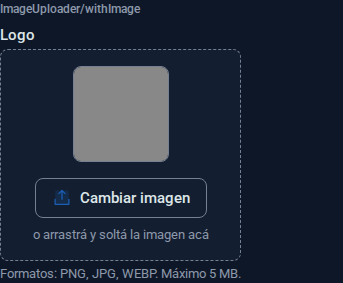 ImageUploader/withImage
Logo
Cambiar imagen
o arrastrá y soltá la imagen acá
Formatos: PNG, JPG, WEBP. Máximo 5 MB.